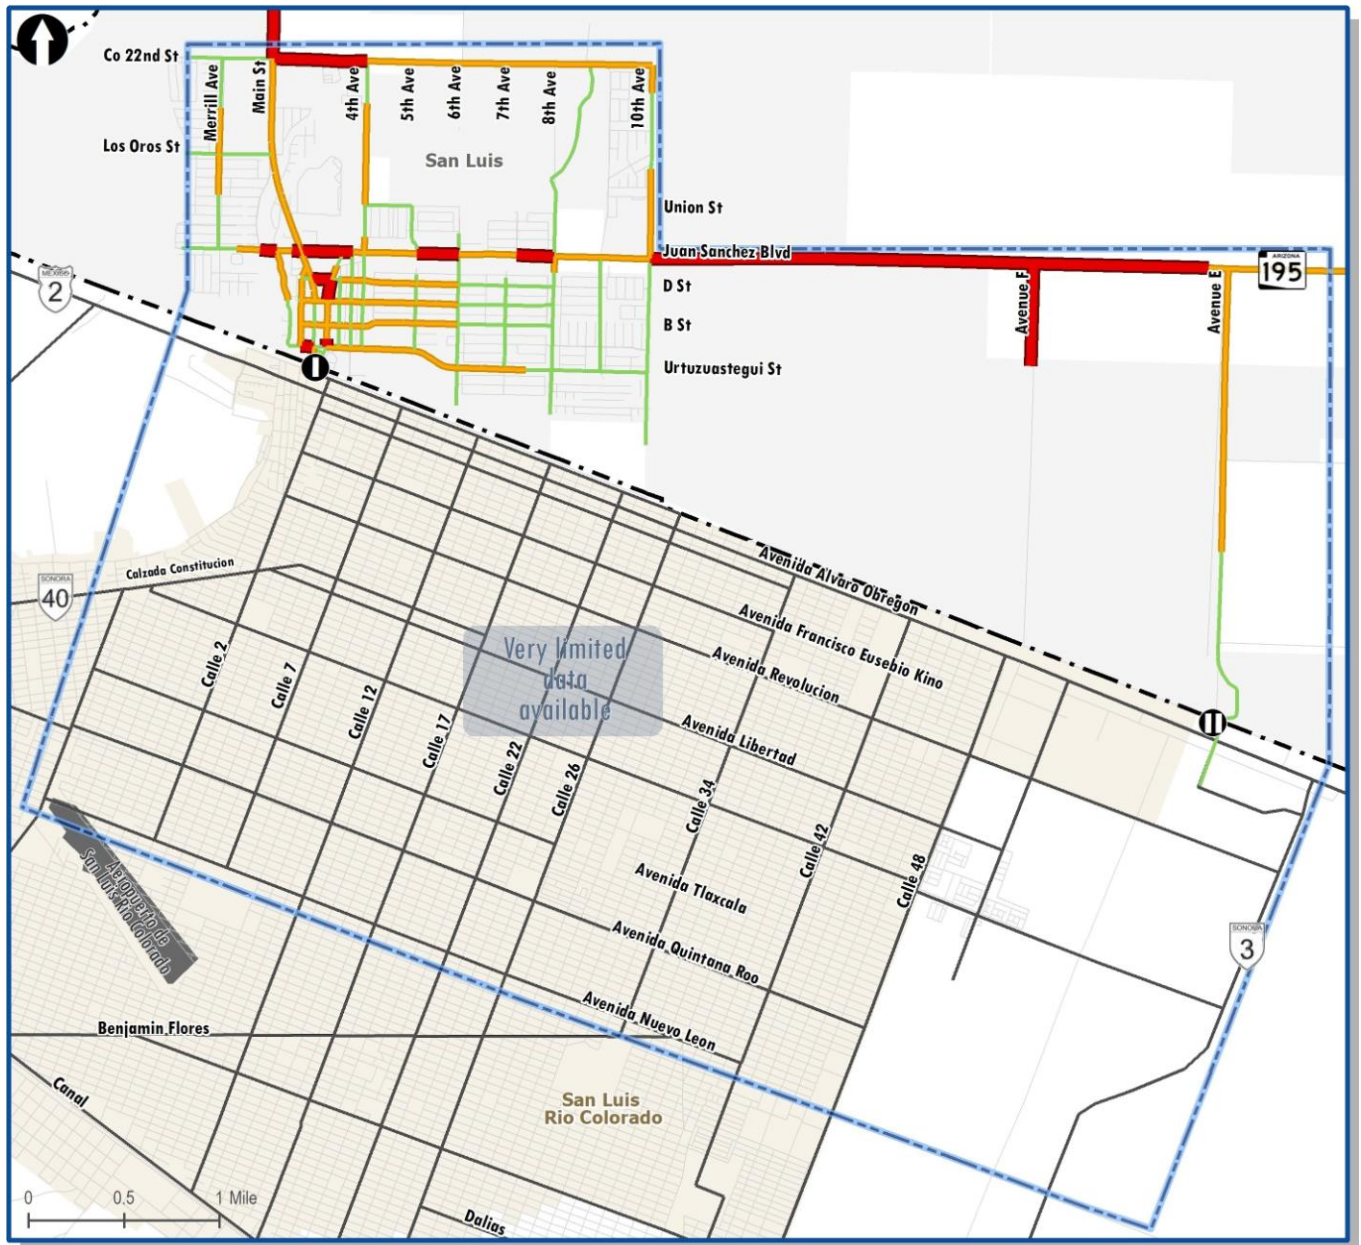 Co 22nd St
Merrill Ave
Main St
4th Ave
5th Ave
6th Ave
7th Ave
8th Ave
10th Ave
Los Oros St
San Luis
Union St
Juan Sanchez Blvd
ARIZONA
195
MEXICO
2
D St
Avenue F
Avenue E
B St
Urtuzuastegui St
I
Calzada Constitucion
SONORA
40
Avenida Alvaro Obregon
Avenida Francisco Eusebio Kino
Avenida Revolucion
Very limited
data
available
Calle 2
Calle 7
Calle 12
Calle 17
Calle 22
Calle 26
Avenida Libertad
II
Calle 34
Calle 42
Calle 48
Aeropuerto de
San Luis Rio Colorado
Avenida Tlaxcala
Avenida Quintana Roo
SONORA
3
Avenida Nuevo Leon
Benjamin Flores
Canal
San Luis
Rio Colorado
0 0.5 1 Mile
Dalias